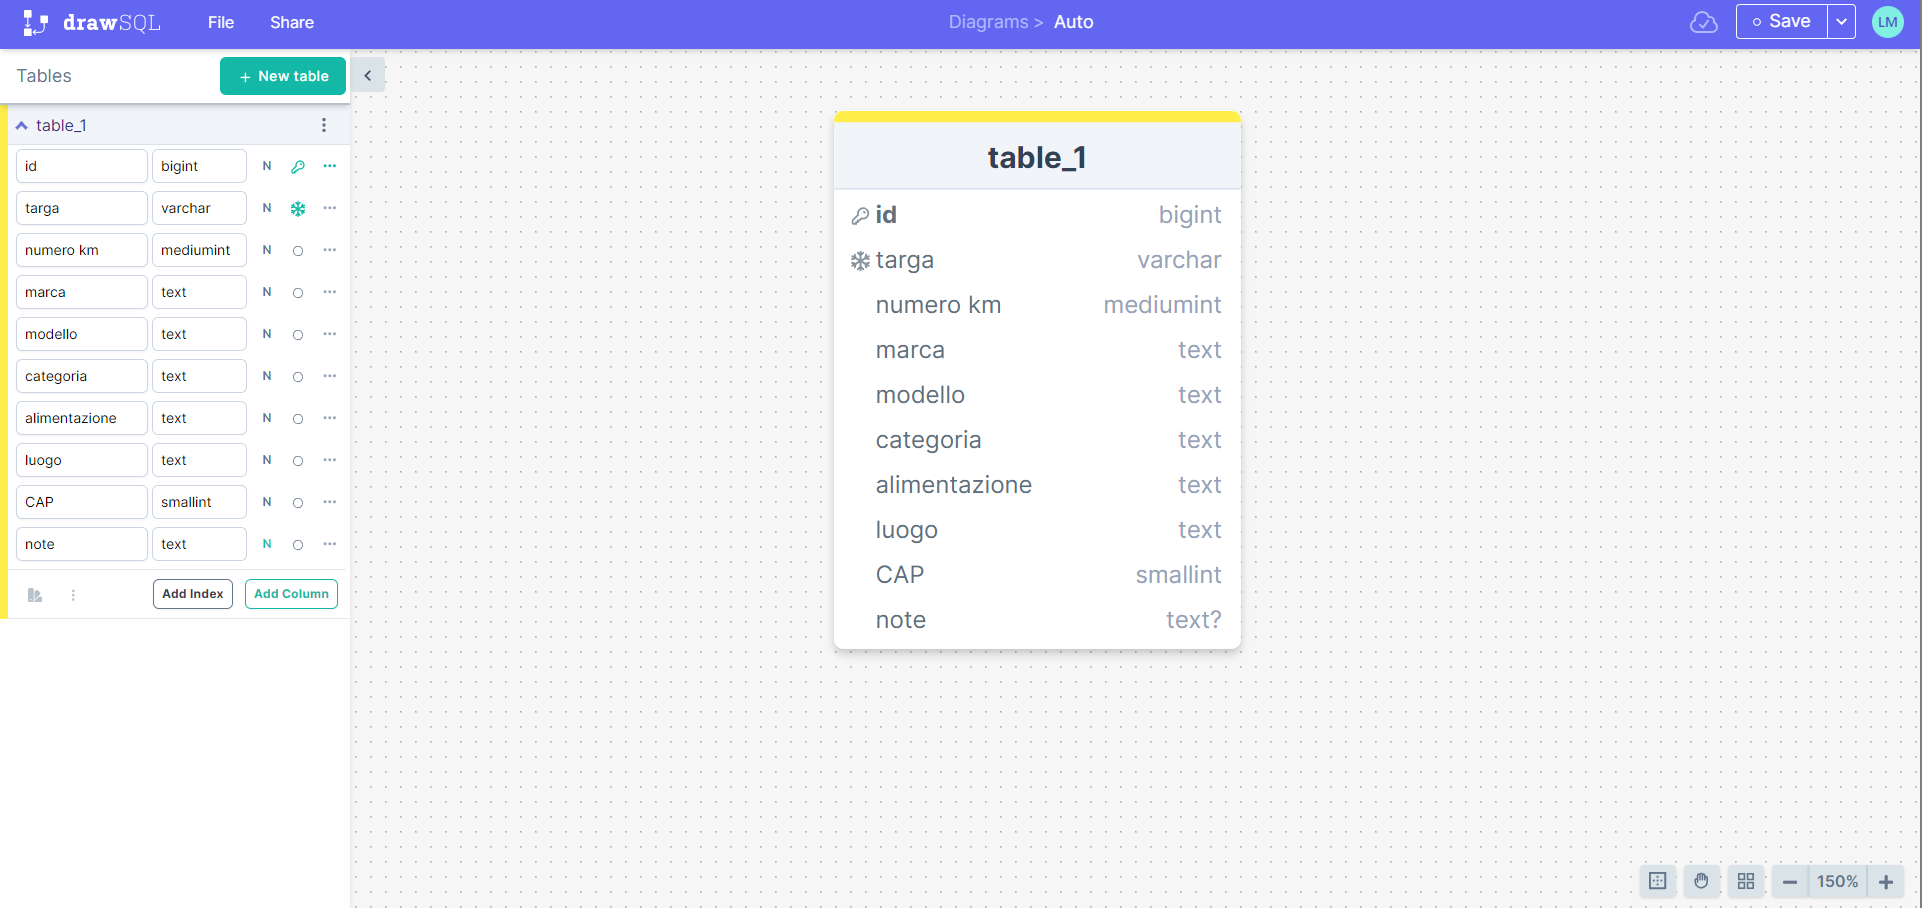 drawSQL File Share Diagrams > Auto Save LM
Tables + New table
table_1
id bigint N
targa varchar N
numero km mediumint N
marca text N
modello text N
categoria text N
alimentazione text N
luogo text N
CAP smallint N
note text N
Add Index Add Column
table_1
id bigint
targa varchar
numero km mediumint
marca text
modello text
categoria text
alimentazione text
luogo text
CAP smallint
note text?
150%